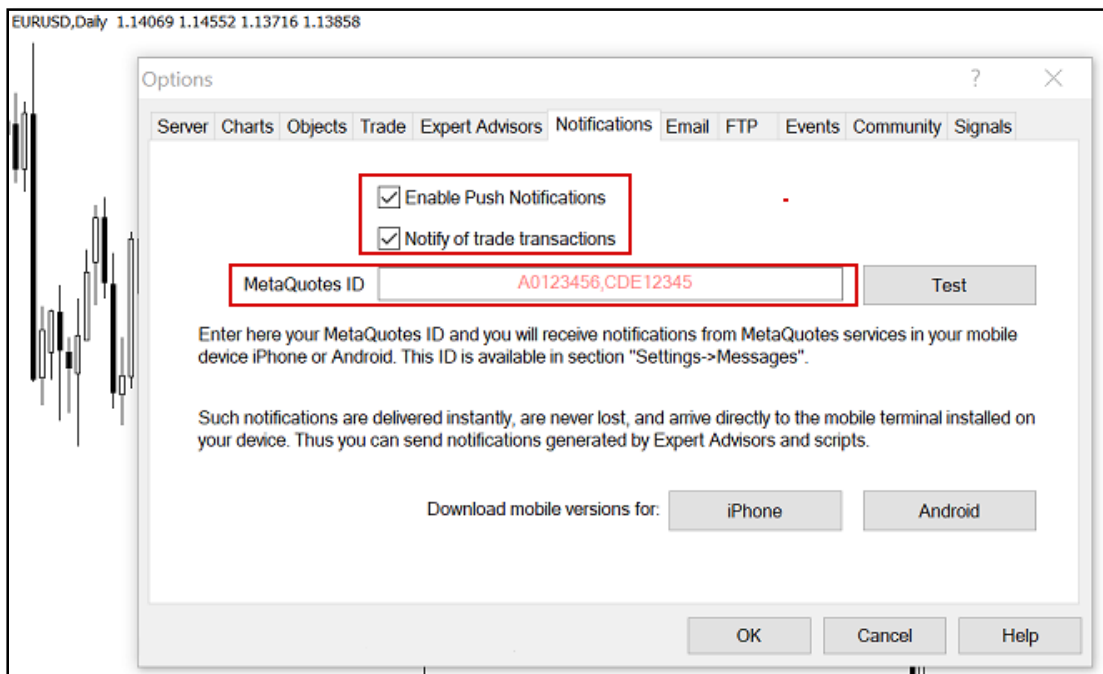 EURUSD,Daily 1.14069 1.14552 1.13716 1.13858
Options ?
Server Charts Objects Trade Expert Advisors Notifications Email FTP Events Community Signals
Enable Push Notifications
Notify of trade transactions
MetaQuotes ID A0123456,CDE12345 Test
Enter here your MetaQuotes ID and you will receive notifications from MetaQuotes services in your mobile
device iPhone or Android. This ID is available in section "Settings->Messages".
Such notifications are delivered instantly, are never lost, and arrive directly to the mobile terminal installed on
your device. Thus you can send notifications generated by Expert Advisors and scripts.
Download mobile versions for: iPhone Android
OK Cancel Help